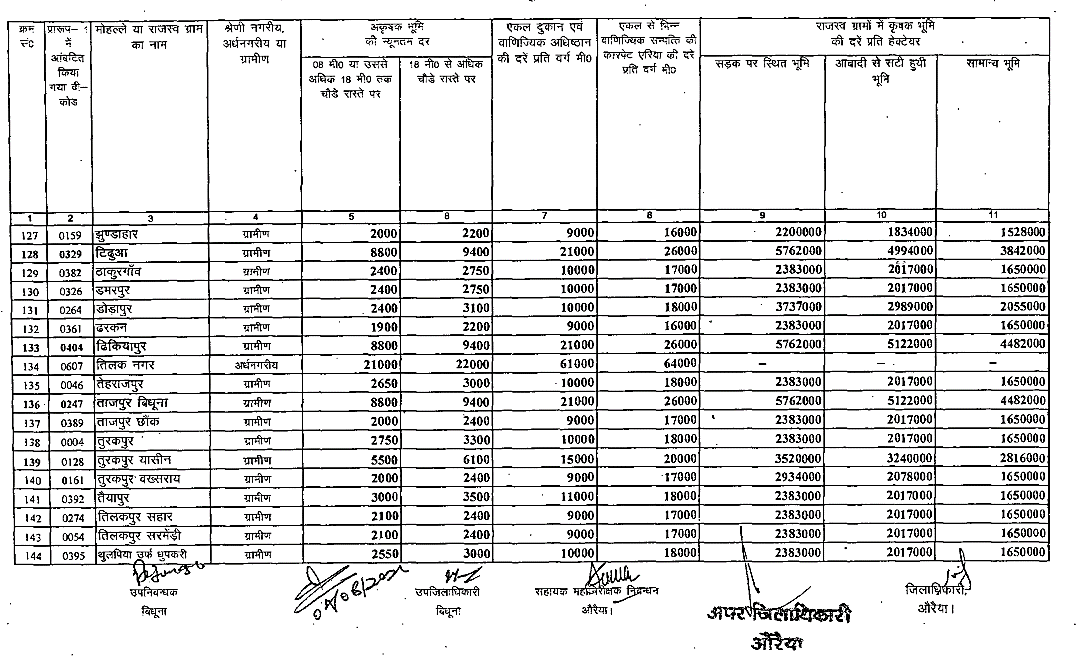 क्रम सं0 | प्रारूप– 1 में आंवटित किया गया वी–कोड | मोहल्ले या राजस्व ग्राम का नाम | श्रेणी नगरीय, अर्धनगरीय या ग्रामीण | अकृषक भूमि की न्यूनतन दर | एकल दुकान एवं वाणिज्यिक अधिष्ठान की दरें प्रति वर्ग मी0 | एकल से भिन्न वाणिज्यिक सम्पत्ति की कारपेट एरिया की दरें प्रति वर्ग मी0 | राजस्व ग्रामों में कृषक भूमि की दरें प्रति हेक्टेयर
08 मी0 या उससे अधिक 18 मी0 तक चौडे रास्ते पर | 18 मी0 से अधिक चौडे रास्ते पर | सड़क पर स्थित भूमि | आबादी से सटी हुयी भूमि | सामान्य भूमि
1 2 3 4 5 6 7 8 9 10 11
127 0159 झुण्डाहार ग्रामीण 2000 2200 9000 16000 2200000 1834000 1528000
128 0329 टिढुआ ग्रामीण 8800 9400 21000 26000 5762000 4994000 3842000
129 0382 ठाकुरगाँव ग्रामीण 2400 2750 10000 17000 2383000 2017000 1650000
130 0326 डमरपुर ग्रामीण 2400 2750 10000 17000 2383000 2017000 1650000
131 0264 डोडापुर ग्रामीण 2400 3100 10000 18000 3737000 2989000 2055000
132 0361 ढरकन ग्रामीण 1900 2200 9000 16000 2383000 2017000 1650000
133 0404 ढिकियापुर ग्रामीण 8800 9400 21000 26000 5762000 5122000 4482000
134 0607 तिलक नगर अर्धनगरीय 21000 22000 61000 64000 – – –
135 0046 तेहराजपुर ग्रामीण 2650 3000 10000 18000 2383000 2017000 1650000
136 0247 ताजपुर बिधूना ग्रामीण 8800 9400 21000 26000 5762000 5122000 4482000
137 0389 ताजपुर छौंक ग्रामीण 2000 2400 9000 17000 2383000 2017000 1650000
138 0004 तुरकपुर ग्रामीण 2750 3300 10000 18000 2383000 2017000 1650000
139 0128 तुरकपुर यासीन ग्रामीण 5500 6100 15000 20000 3520000 3240000 2816000
140 0161 तुरकपुर वख्सराय ग्रामीण 2000 2400 9000 17000 2934000 2078000 1650000
141 0392 तैयापुर ग्रामीण 3000 3500 11000 18000 2383000 2017000 1650000
142 0274 तिलकपुर सहार ग्रामीण 2100 2400 9000 17000 2383000 2017000 1650000
143 0054 तिलकपुर सरमेंड़ी ग्रामीण 2100 2400 9000 17000 2383000 2017000 1650000
144 0395 थुलपिया उर्फ धुपकरी ग्रामीण 2550 3000 10000 18000 2383000 2017000 1650000
उपनिबन्धक उपजिलाधिकारी सहायक महानिरीक्षक निबन्धन जिलाधिकारी,
बिधूना बिधूना औरैया। औरैया।
अपर जिलाधिकारी
औरैया